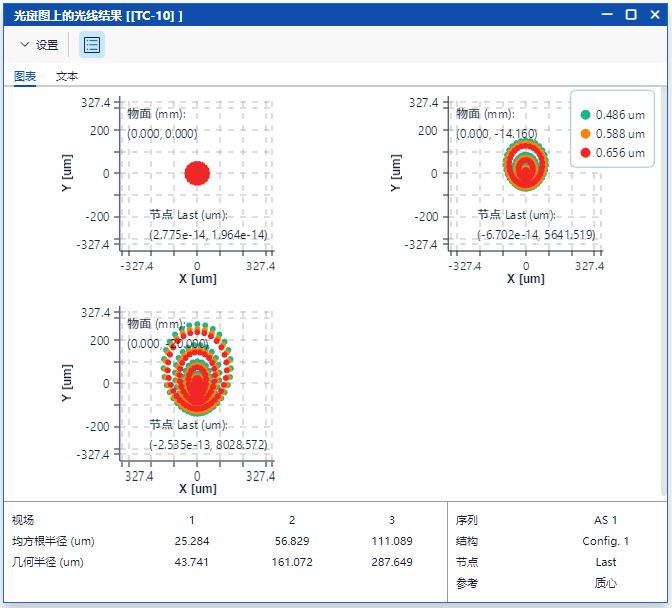 光斑图上的光线结果 [[TC-10] ]
设置
图表 文本
327.4
200
0
-200
-327.4
Y [um]
物面 (mm):
(0.000, 0.000)
节点 Last (um):
(2.775e-14, 1.964e-14)
-327.4 0 327.4
X [um]
327.4
200
0
-200
-327.4
Y [um]
物面 (mm):
(0.000, -14.160)
节点 Last (um):
(-6.702e-14, 5641.519)
-327.4 0 327.4
X [um]
0.486 um
0.588 um
0.656 um
327.4
200
0
-200
-327.4
Y [um]
物面 (mm):
(0.000, -20.000)
节点 Last (um):
(-2.535e-13, 8028.572)
327.4 0 327.4
X [um]
视场 1 2 3
均方根半径 (um) 25.284 56.829 111.089
几何半径 (um) 43.741 161.072 287.649
序列 AS 1
结构 Config. 1
节点 Last
参考 质心